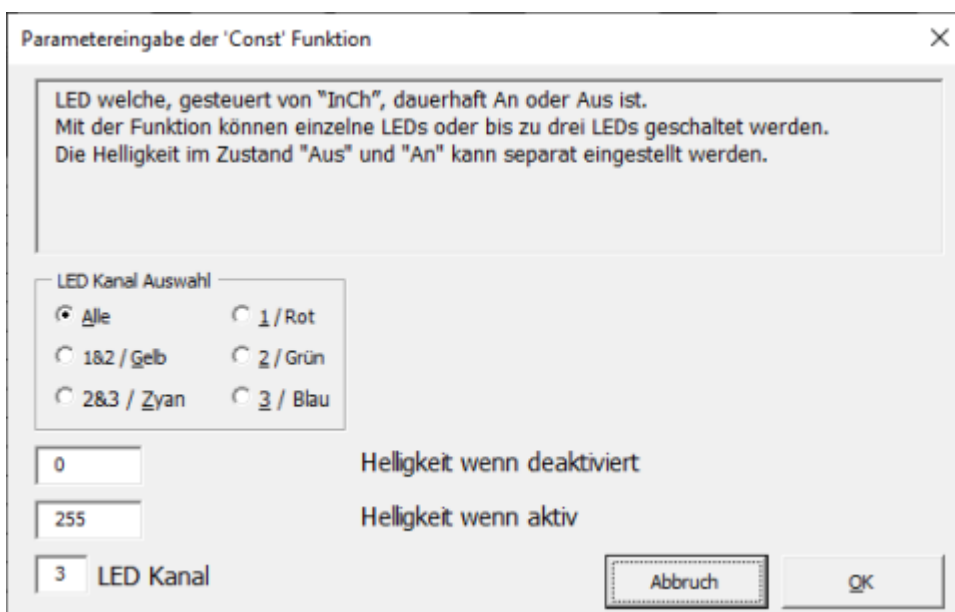 Parametereingabe der 'Const' Funktion
LED welche, gesteuert von “InCh”, dauerhaft An oder Aus ist.
Mit der Funktion können einzelne LEDs oder bis zu drei LEDs geschaltet werden.
Die Helligkeit im Zustand "Aus" und "An" kann separat eingestellt werden.
LED Kanal Auswahl
Alle 1 / Rot
1&2 / Gelb 2 / Grün
2&3 / Zyan 3 / Blau
0 Helligkeit wenn deaktiviert
255 Helligkeit wenn aktiv
3 LED Kanal Abbruch OK